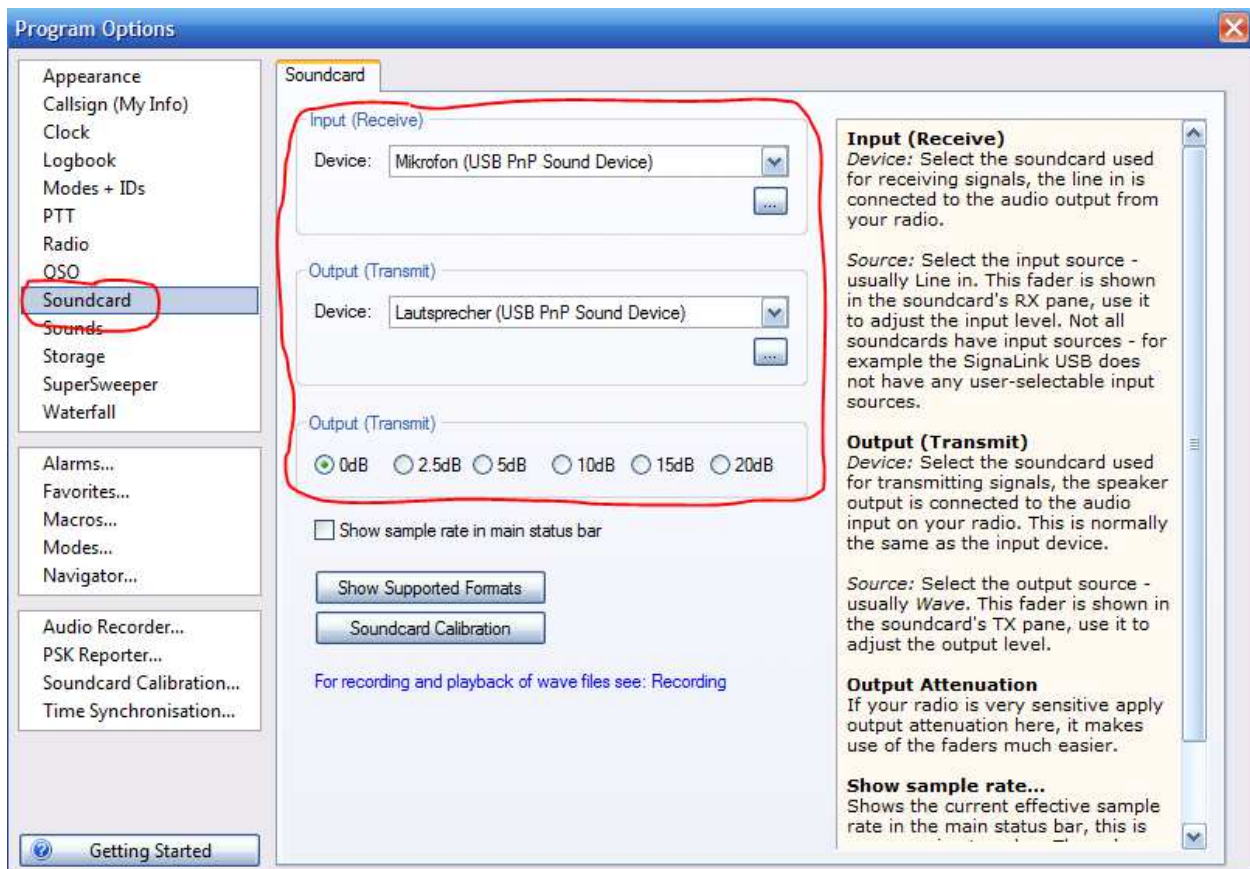 Program Options
Appearance
Callsign (My Info)
Clock
Logbook
Modes + IDs
PTT
Radio
QSO
Soundcard
Sounds
Storage
SuperSweeper
Waterfall
Alarms...
Favorites...
Macros...
Modes...
Navigator...
Audio Recorder...
PSK Reporter...
Soundcard Calibration...
Time Synchronisation...
Getting Started
Soundcard
Input (Receive)
Device: Mikrofon (USB PnP Sound Device)
...
Output (Transmit)
Device: Lautsprecher (USB PnP Sound Device)
...
Output (Transmit)
0dB 2.5dB 5dB 10dB 15dB 20dB
Show sample rate in main status bar
Show Supported Formats
Soundcard Calibration
For recording and playback of wave files see: Recording
Input (Receive)
Device: Select the soundcard used
for receiving signals, the line in is
connected to the audio output from
your radio.
Source: Select the input source -
usually Line in. This fader is shown
in the soundcard's RX pane, use it
to adjust the input level. Not all
soundcards have input sources - for
example the SignaLink USB does
not have any user-selectable input
sources.
Output (Transmit)
Device: Select the soundcard used
for transmitting signals, the speaker
output is connected to the audio
input on your radio. This is normally
the same as the input device.
Source: Select the output source -
usually Wave. This fader is shown in
the soundcard's TX pane, use it to
adjust the output level.
Output Attenuation
If your radio is very sensitive apply
output attenuation here, it makes
use of the faders much easier.
Show sample rate...
Shows the current effective sample
rate in the main status bar, this is